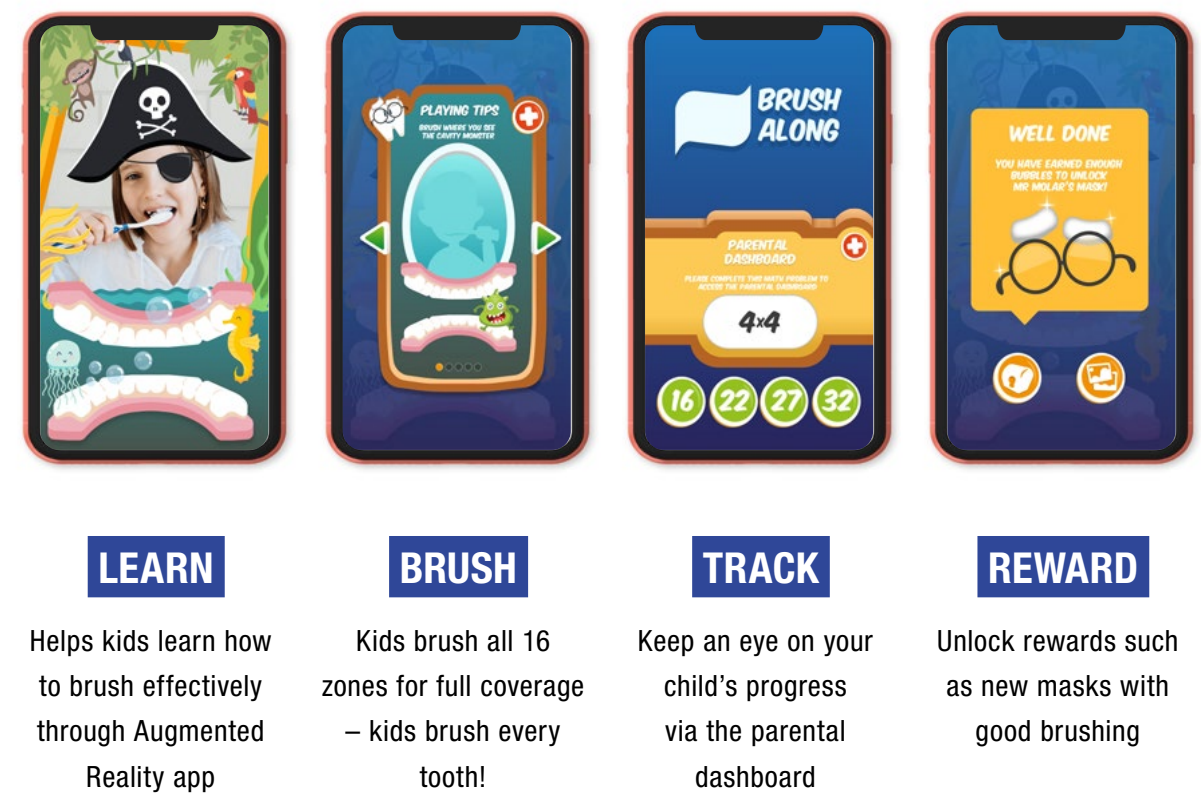 PLAYING TIPS
BRUSH WHERE YOU SEE
THE CAVITY MONSTER
BRUSH
ALONG
PARENTAL
DASHBOARD
PLEASE COMPLETE THIS MATH PROBLEM TO
ACCESS THE PARENTAL DASHBOARD
4x4
16 22 27 32
WELL DONE
YOU HAVE EARNED ENOUGH
BUBBLES TO UNLOCK
MR MOLAR'S MASK!
LEARN
Helps kids learn how
to brush effectively
through Augmented
Reality app
BRUSH
Kids brush all 16
zones for full coverage
– kids brush every
tooth!
TRACK
Keep an eye on your
child's progress
via the parental
dashboard
REWARD
Unlock rewards such
as new masks with
good brushing